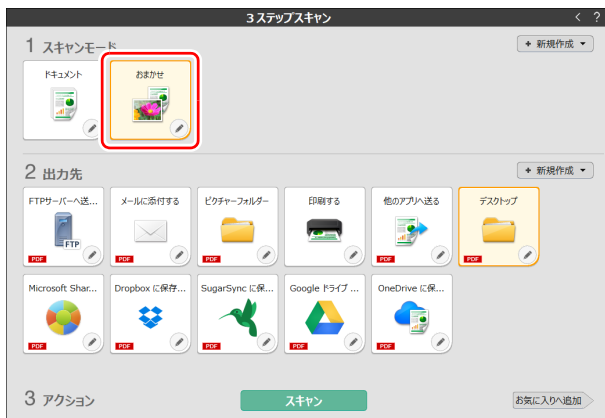 3ステップスキャン
< ?
1 スキャンモード
+ 新規作成
ドキュメント
おまかせ
2 出力先
+ 新規作成
FTPサーバーへ送...
メールに添付する
ピクチャーフォルダー
印刷する
他のアプリへ送る
デスクトップ
FTP
PDF
PDF
PDF
PDF
PDF
Microsoft Shar...
Dropbox に保存...
SugarSync に保...
Google ドライブ ...
OneDrive に保...
PDF
PDF
PDF
PDF
PDF
3 アクション
スキャン
お気に入りへ追加